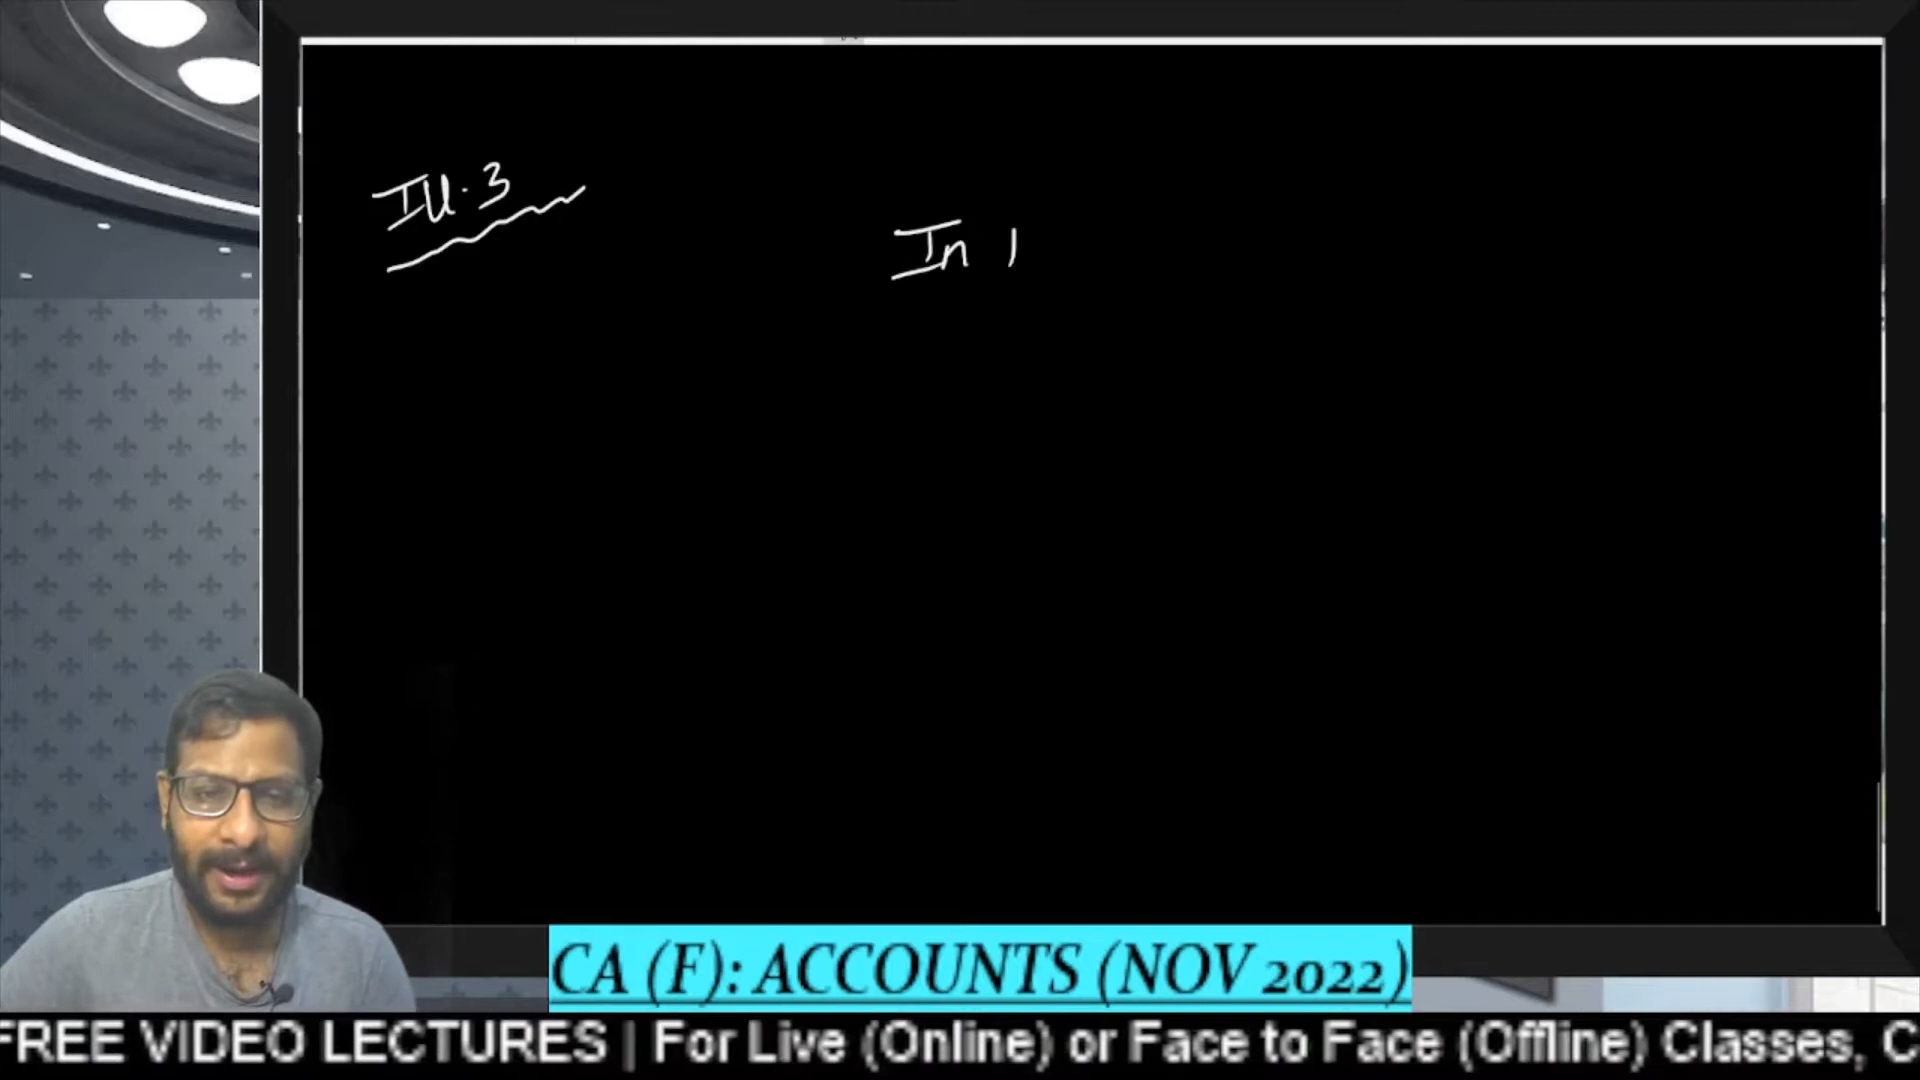 Ill.3
In
CA (F): ACCOUNTS (NOV 2022)
FREE VIDEO LECTURES | For Live (Online) or Face to Face (Offline) Classes, C